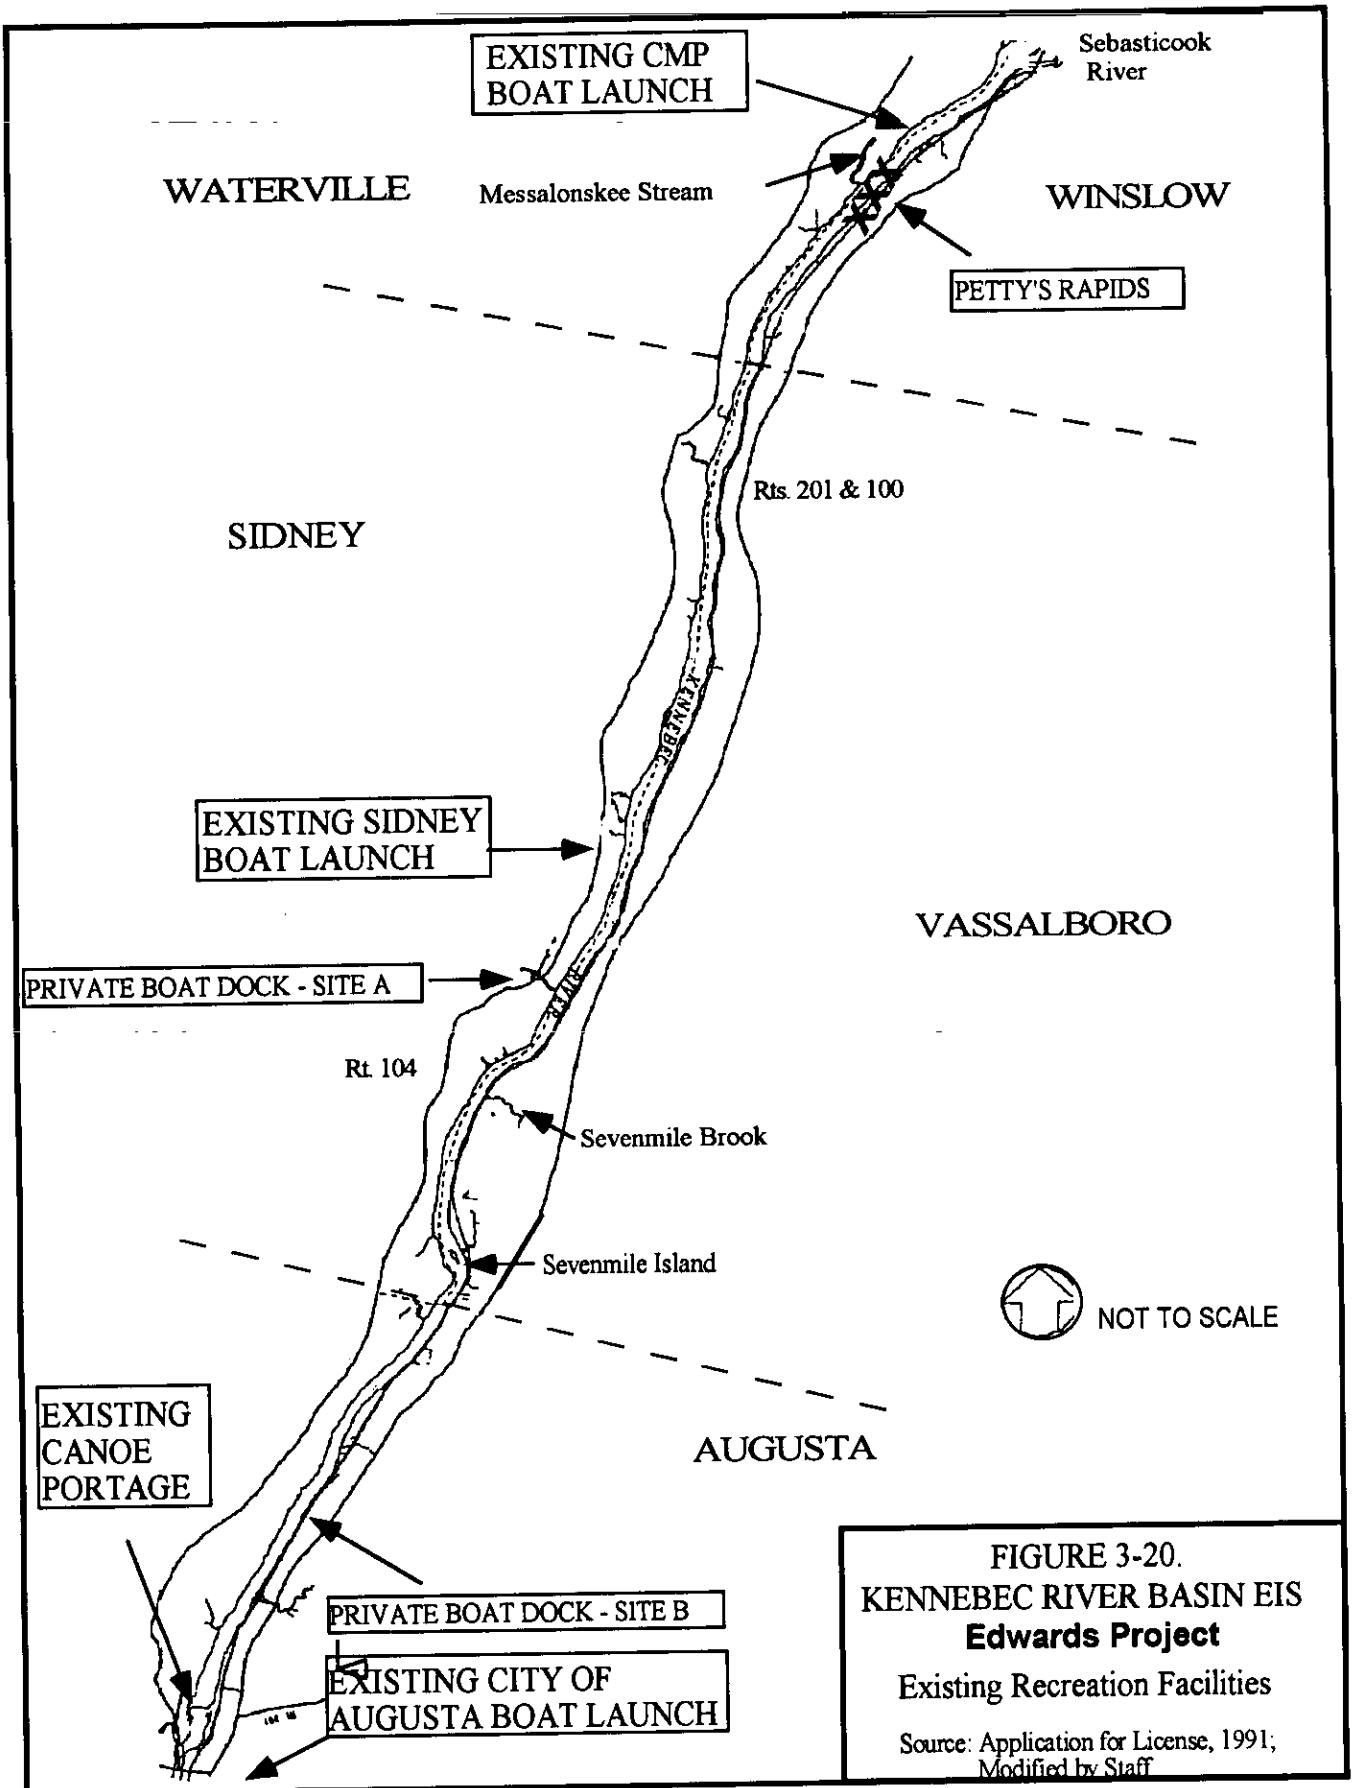 EXISTING CMP
BOAT LAUNCH
Sebasticook
River
WATERVILLE
Messalonskee Stream
WINSLOW
PETTY'S RAPIDS
Rts. 201 & 100
SIDNEY
KENNEBEC
EXISTING SIDNEY
BOAT LAUNCH
VASSALBORO
PRIVATE BOAT DOCK - SITE A
RIVER
Rt. 104
Sevenmile Brook
Sevenmile Island
NOT TO SCALE
EXISTING
CANOE
PORTAGE
AUGUSTA
PRIVATE BOAT DOCK - SITE B
EXISTING CITY OF
AUGUSTA BOAT LAUNCH
FIGURE 3-20.
KENNEBEC RIVER BASIN EIS
Edwards Project
Existing Recreation Facilities
Source: Application for License, 1991;
Modified by Staff